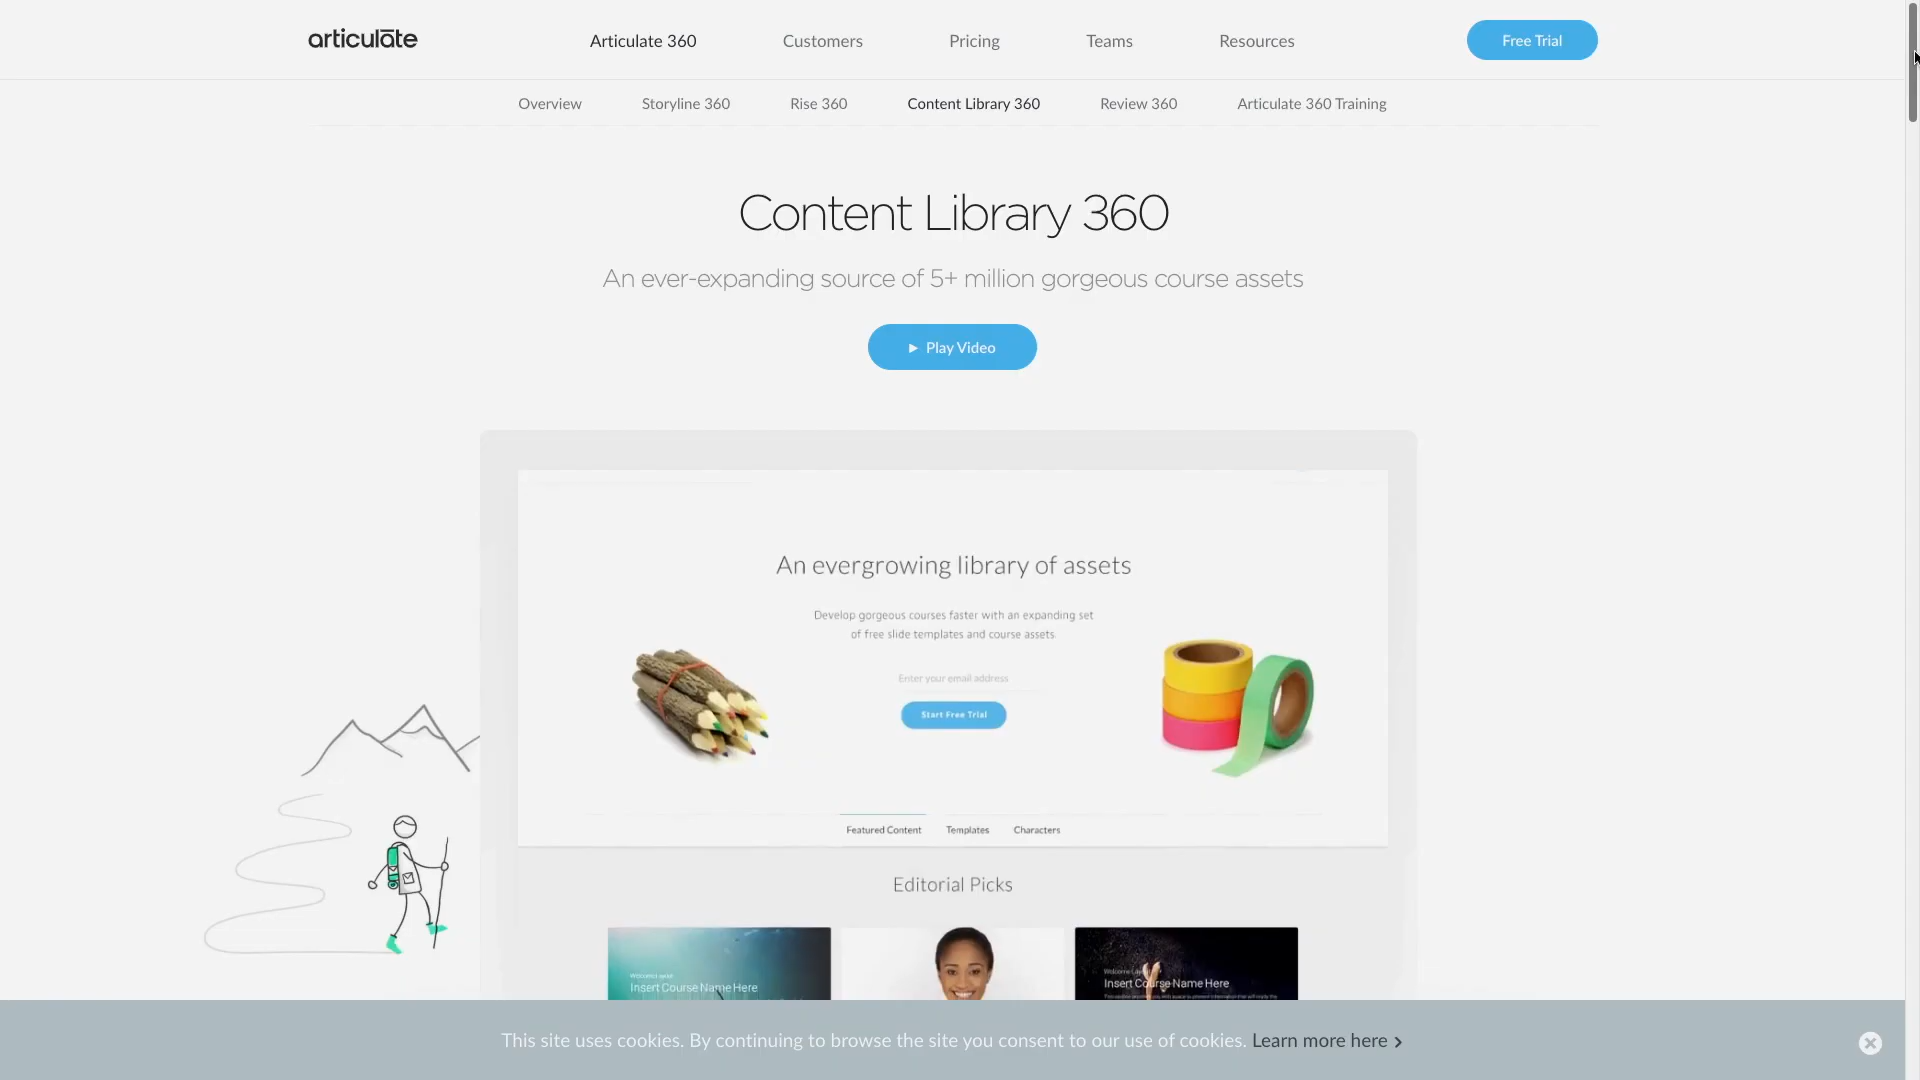 articulate
Articulate 360
Customers
Pricing
Teams
Resources
Free Trial
Overview
Storyline 360
Rise 360
Content Library 360
Review 360
Articulate 360 Training
Content Library 360
An ever-expanding source of 5+ million gorgeous course assets
► Play Video
An evergrowing library of assets
Develop gorgeous courses faster with an expanding set
of free slide templates and course assets.
Enter your email address
Start Free Trial
Featured Content
Templates
Characters
Editorial Picks
Insert Course Name Here
Insert Course Name Here
This site uses cookies. By continuing to browse the site you consent to our use of cookies. Learn more here ›